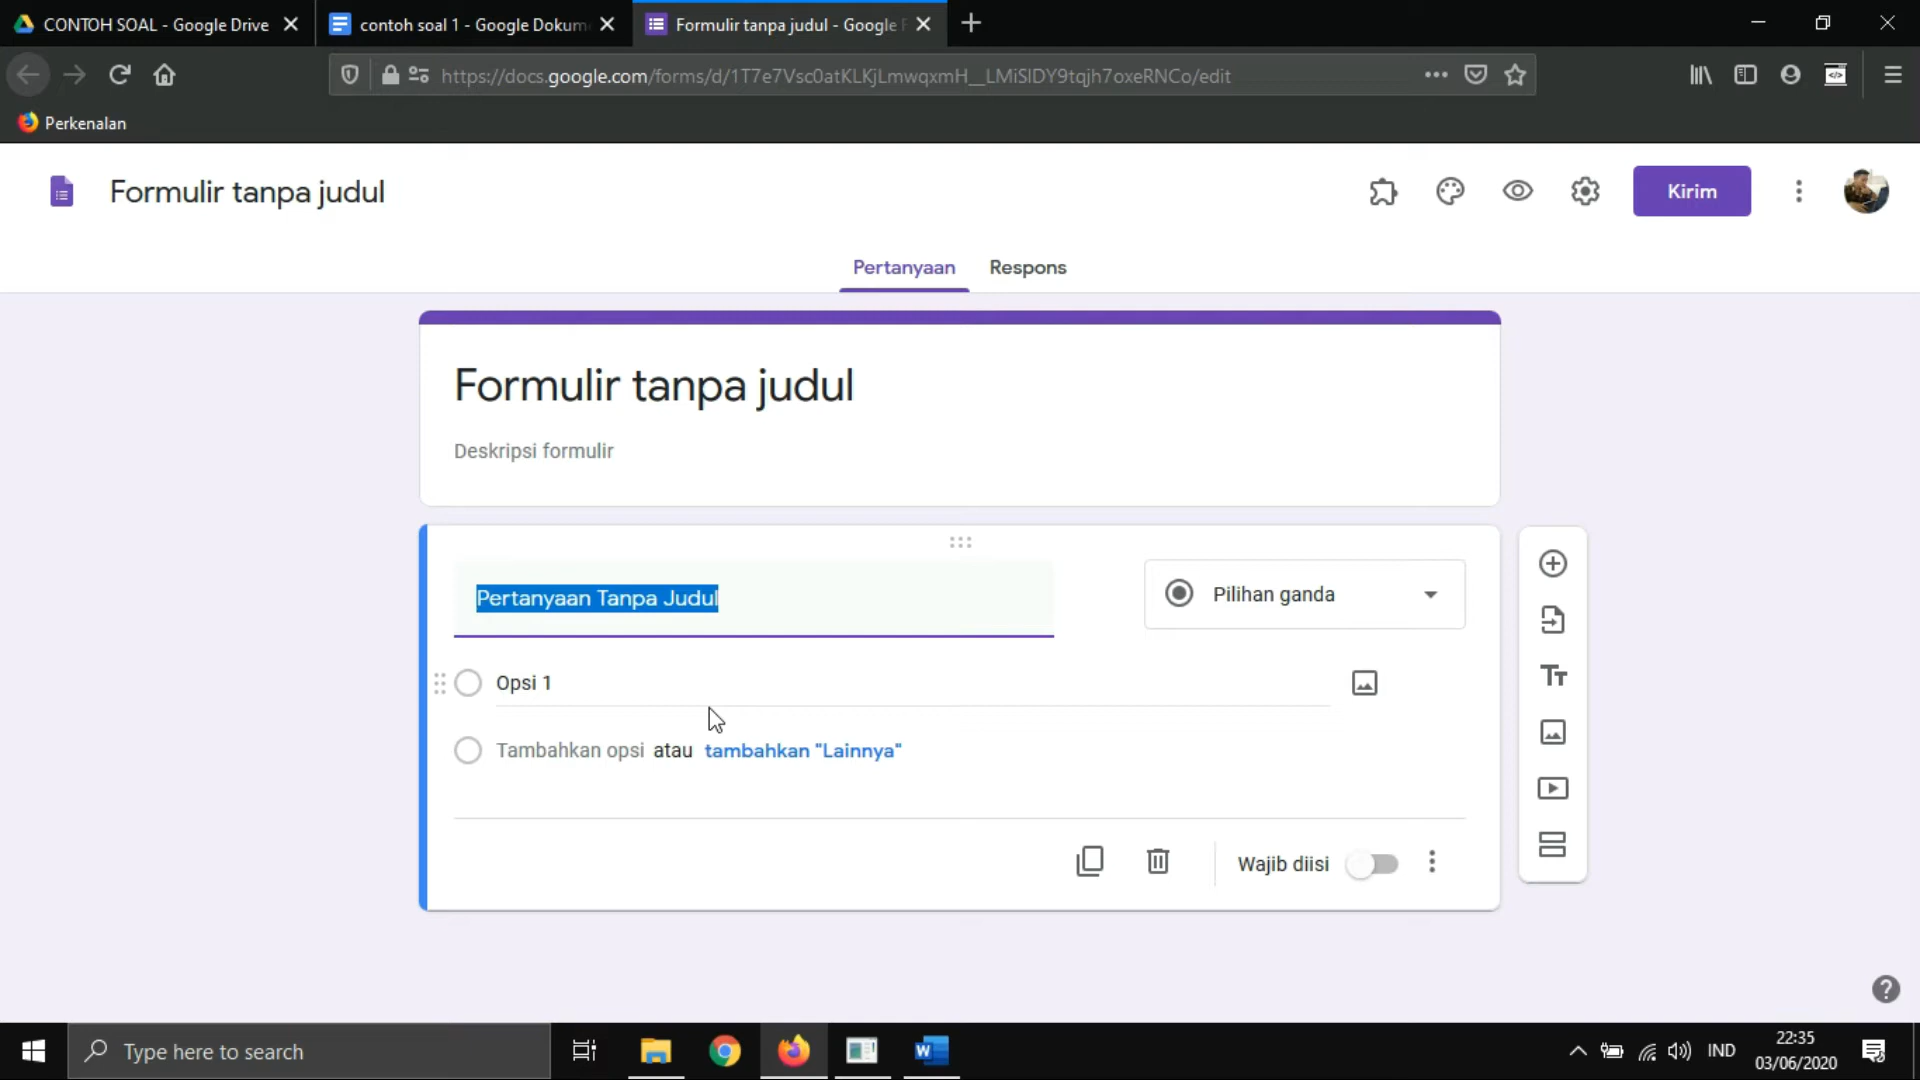 CONTOH SOAL - Google Drive
contoh soal 1 - Google Dokum
Formulir tanpa judul - Google F
https://docs.google.com/forms/d/1T7e7Vsc0atKLKjLmwqxmH__LMiSlDY9tqjh7oxeRNCo/edit
Perkenalan
Formulir tanpa judul
Kirim
Pertanyaan Respons
Formulir tanpa judul
Deskripsi formulir
Pertanyaan Tanpa Judul
Pilihan ganda
Opsi 1
Tambahkan opsi atau tambahkan "Lainnya"
Wajib diisi
Type here to search
IND
22:35
03/06/2020